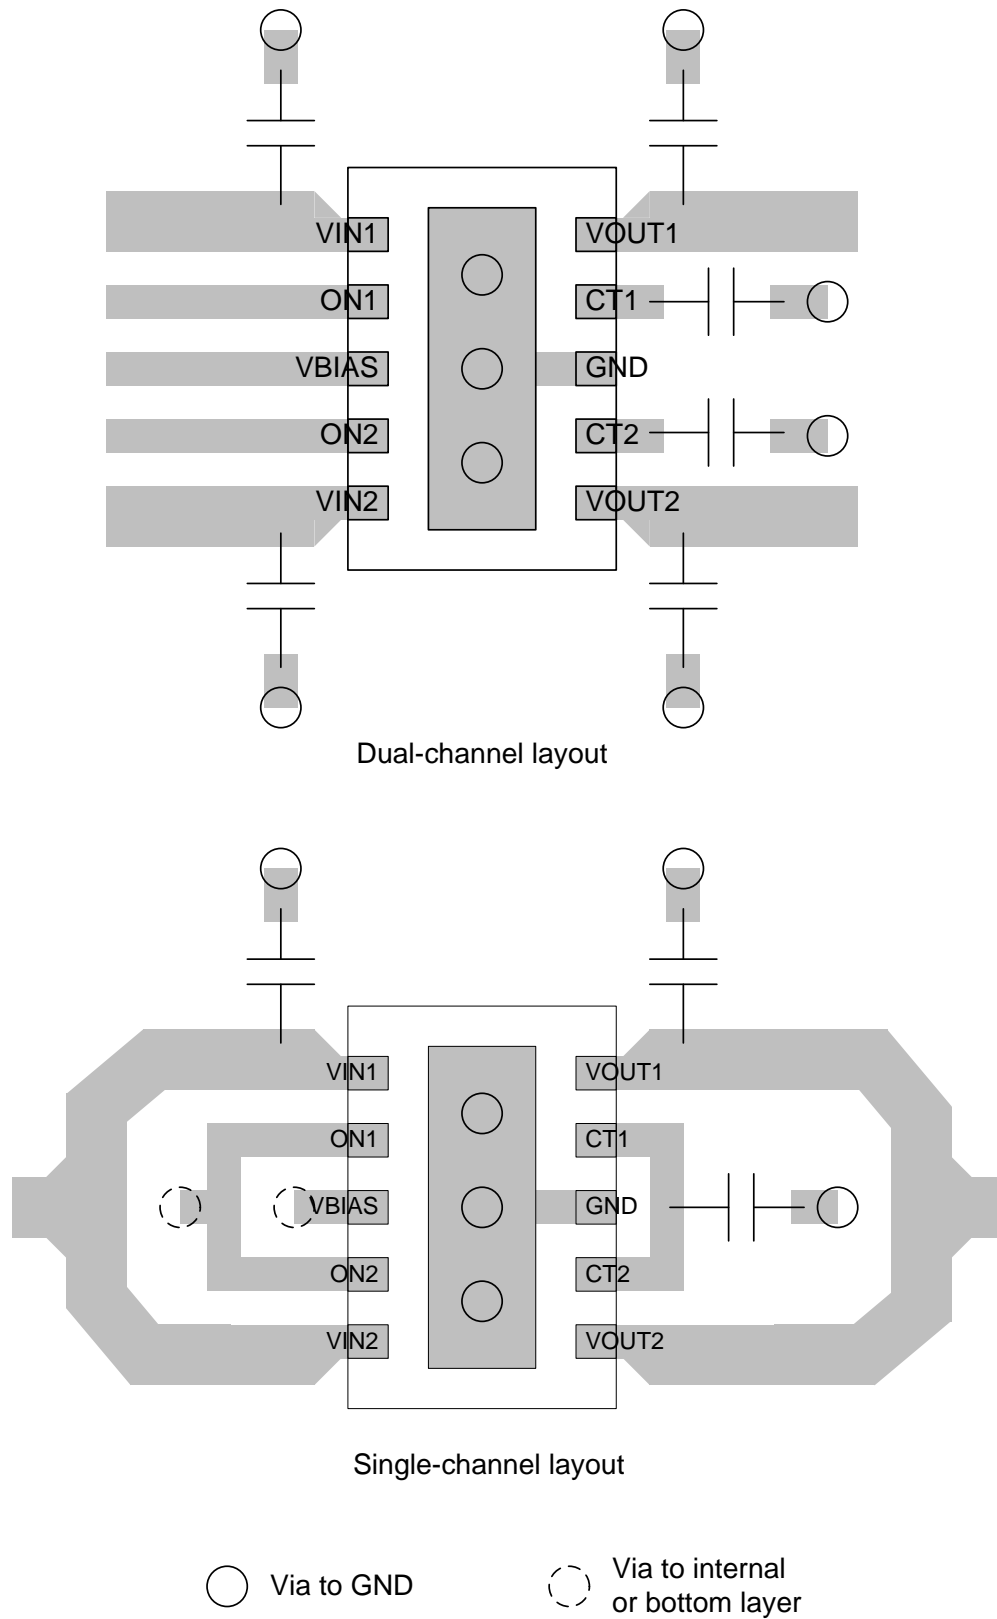 VIN1 VOUT1
ON1 CT1
VBIAS GND
ON2 CT2
VIN2 VOUT2
Dual-channel layout
VIN1 VOUT1
ON1 CT1
VBIAS GND
ON2 CT2
VIN2 VOUT2
Single-channel layout
Via to GND
Via to internal
or bottom layer